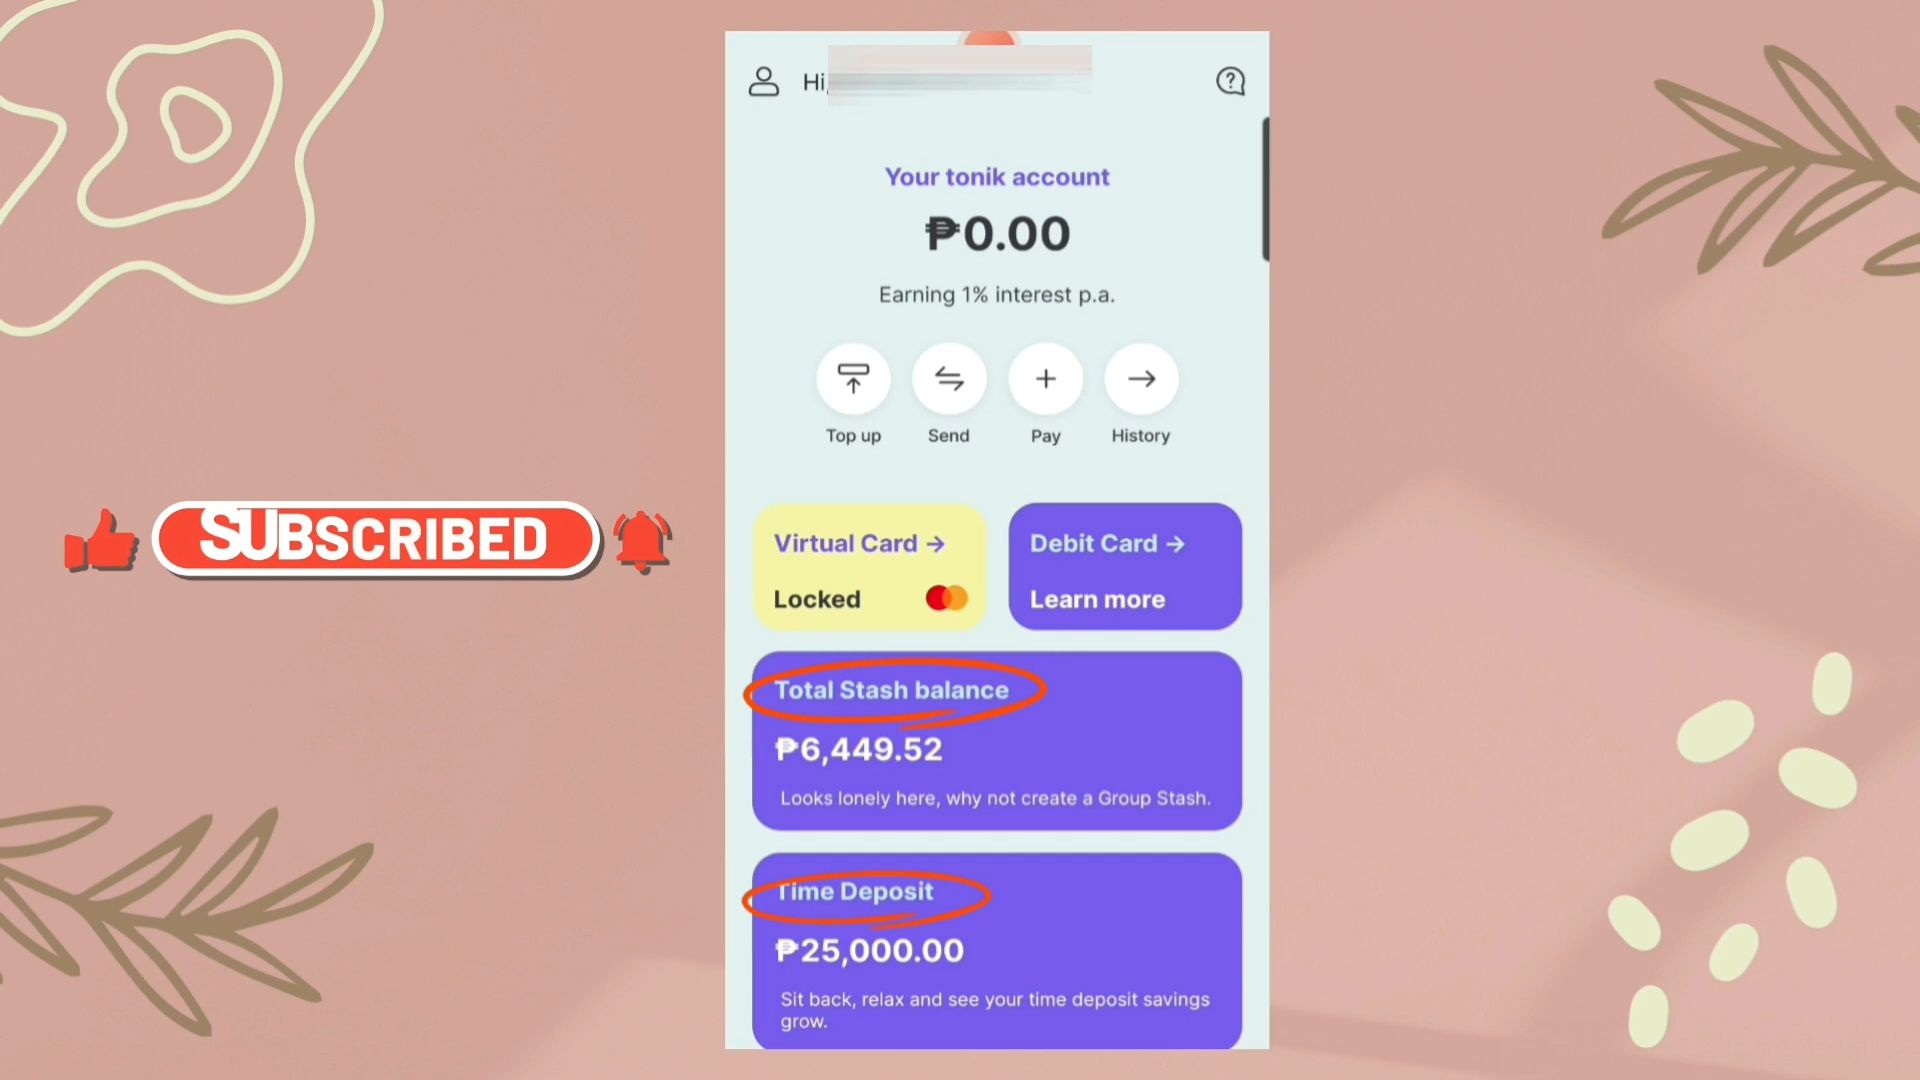 Hi,
Your tonik account
₱0.00
Earning 1% interest p.a.
Top up
Send
Pay
History
Virtual Card →
Locked
Debit Card →
Learn more
SUBSCRIBED
Total Stash balance
₱6,449.52
Looks lonely here, why not create a Group Stash.
Time Deposit
₱25,000.00
Sit back, relax and see your time deposit savings
grow.